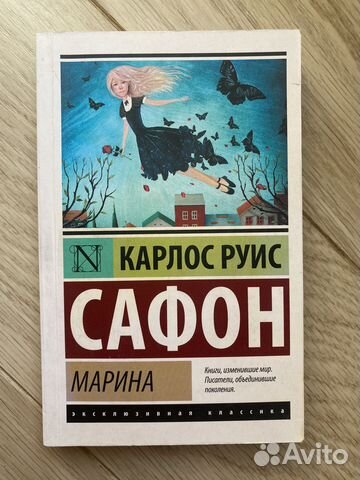 N
КАРЛОС РУИС
САФОН
МАРИНА
Книги, изменившие мир.
Писатели, объединившие
поколения.
эксклюзивная классика
Avito